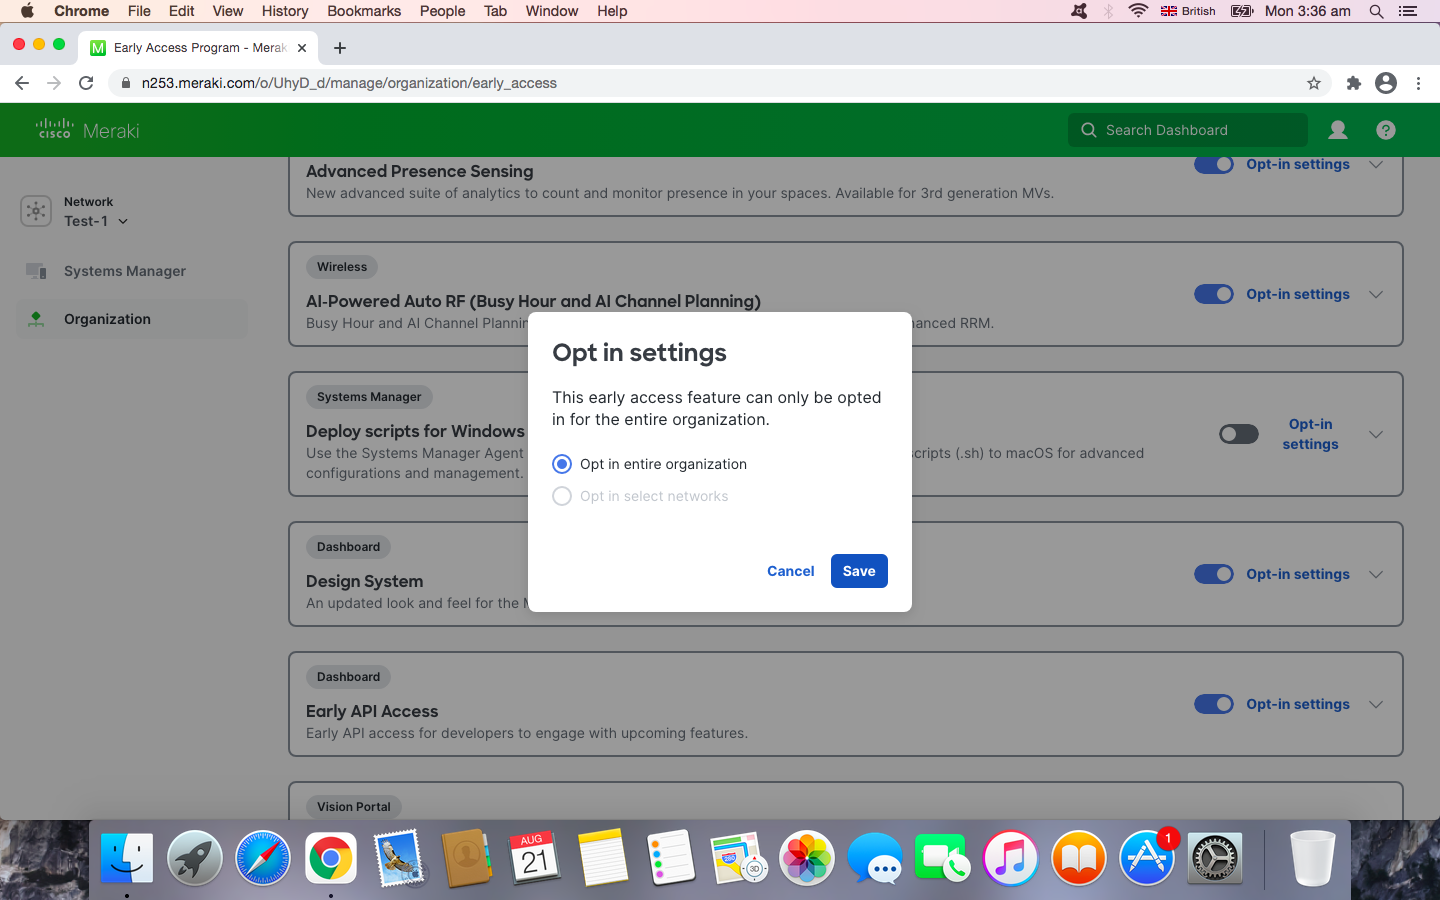 Chrome File Edit View History Bookmarks People Tab Window Help British Mon 3:36 am
Early Access Program - Merak
n253.meraki.com/o/UhyD_d/manage/organization/early_access
CISCO Meraki Search Dashboard
Network
Test-1
Systems Manager
Organization
Advanced Presence Sensing
New advanced suite of analytics to count and monitor presence in your spaces. Available for 3rd generation MVs.
Opt-in settings
Wireless
AI-Powered Auto RF (Busy Hour and AI Channel Planning)
Busy Hour and AI Channel Plannin
anced RRM.
Opt-in settings
Systems Manager
Deploy scripts for Windows
Use the Systems Manager Agent
cripts (.sh) to macOS for advanced
configurations and management.
Opt-in
settings
Dashboard
Design System
An updated look and feel for the M
Opt-in settings
Dashboard
Early API Access
Early API access for developers to engage with upcoming features.
Opt-in settings
Vision Portal
Opt in settings
This early access feature can only be opted
in for the entire organization.
Opt in entire organization
Opt in select networks
Cancel Save
AUG
21
280
3D
1